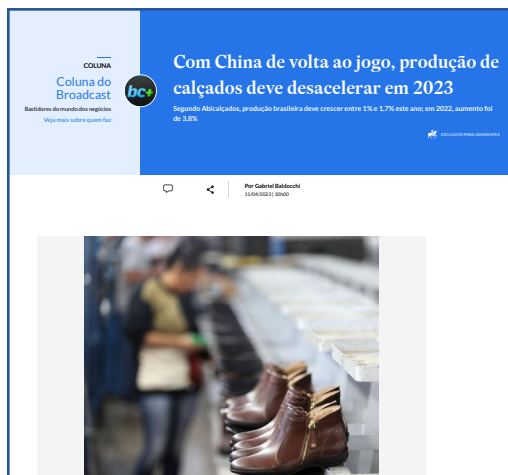 COLUNA
Coluna do
Broadcast
Bastidores do mundo dos negócios
Veja mais sobre quem faz
bc+
Com China de volta ao jogo, produção de
calçados deve desacelerar em 2023
Segundo Abicalçados, produção brasileira deve crescer entre 1% e 1,7% este ano; em 2022, aumento foi
de 3,8%
EXCLUSIVO PARA ASSINANTES
Por Gabriel Baldocchi
11/04/2023 | 10h00